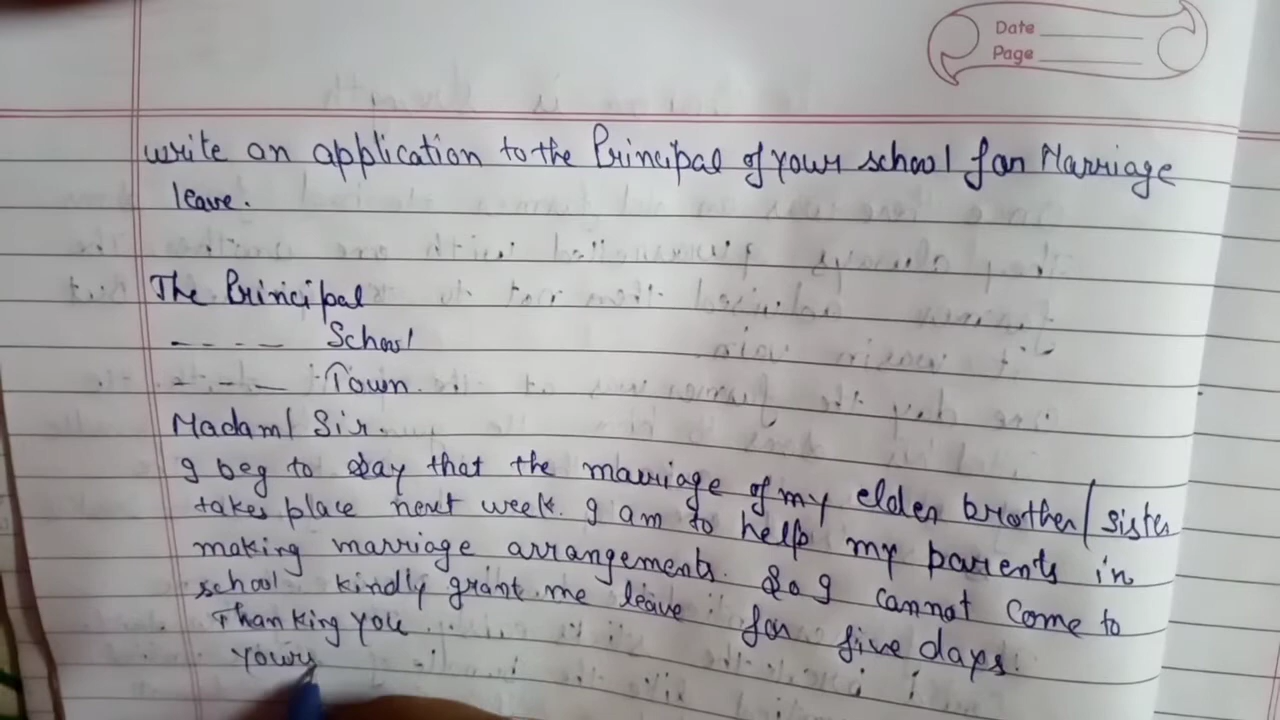 Date
Page
write an application to the Principal of your school for Marriage
leave.
The Principal
---- School
---- Town.
Madam/ Sir.
I beg to say that the marriage of my elder brother/sister
takes place next week. I am to help my parents in
making marriage arrangements. So I cannot come to
school kindly grant me leave for five days.
Thanking you
Yours